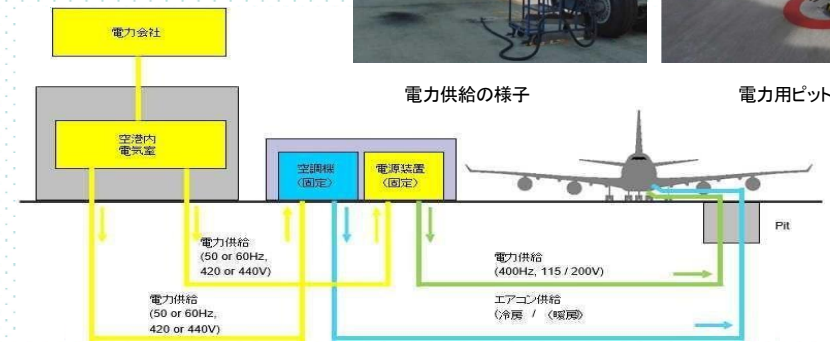 電力会社
電力供給の様子
電力用ピット
空港内
電気室
空調機
(固定)
電源装置
(固定)
Pit
電力供給
(50 or 60Hz,
420 or 440V)
電力供給
(400Hz, 115 / 200V)
電力供給
(50 or 60Hz,
420 or 440V)
エアコン供給
(冷房 / (暖房)